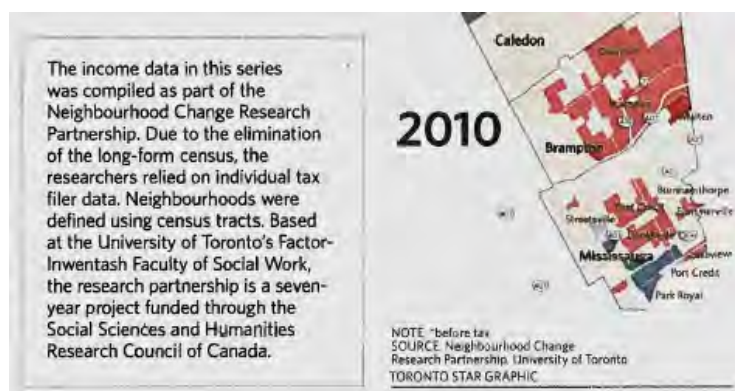 The income data in this series
was compiled as part of the
Neighbourhood Change Research
Partnership. Due to the elimination
of the long-form census, the
researchers relied on individual tax
filer data. Neighbourhoods were
defined using census tracts. Based
at the University of Toronto's Factor-
Inwentash Faculty of Social Work,
the research partnership is a seven-
year project funded through the
Social Sciences and Humanities
Research Council of Canada.
2010
Caledon
Brampton
Streetsville
Mississauga
Port Credit
Park Royal
NOTE *before tax
SOURCE Neighbourhood Change
Research Partnership, University of Toronto
TORONTO STAR GRAPHIC